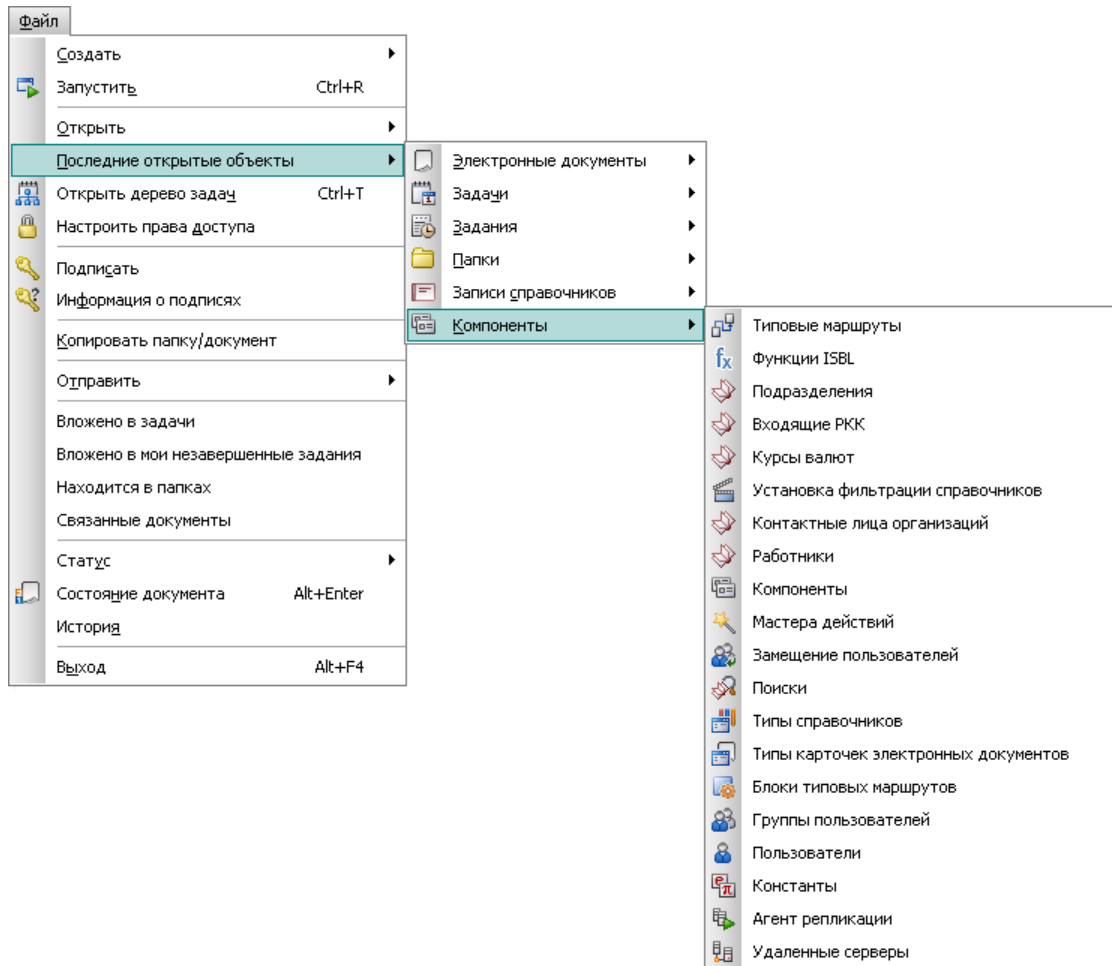 Файл
Создать
Запустить Ctrl+R
Открыть
Последние открытые объекты
Открыть дерево задач Ctrl+T
Настроить права доступа
Подписать
Информация о подписях
Копировать папку/документ
Отправить
Вложено в задачи
Вложено в мои незавершенные задания
Находится в папках
Связанные документы
Статус
Состояние документа Alt+Enter
История
Выход Alt+F4
Электронные документы
Задачи
Задания
Папки
Записи справочников
Компоненты
Типовые маршруты
Функции ISBL
Подразделения
Входящие РКК
Курсы валют
Установка фильтрации справочников
Контактные лица организаций
Работники
Компоненты
Мастера действий
Замещение пользователей
Поиски
Типы справочников
Типы карточек электронных документов
Блоки типовых маршрутов
Группы пользователей
Пользователи
Константы
Агент репликации
Удаленные серверы